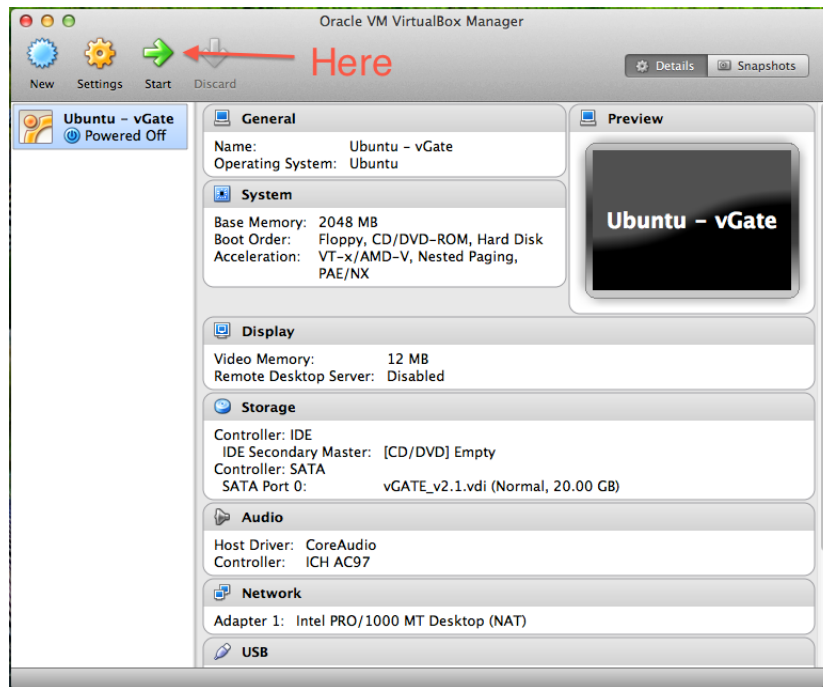 Oracle VM VirtualBox Manager
Here
New Settings Start Discard
Details Snapshots
Ubuntu – vGate
Powered Off
General
Name: Ubuntu – vGate
Operating System: Ubuntu
System
Base Memory: 2048 MB
Boot Order: Floppy, CD/DVD-ROM, Hard Disk
Acceleration: VT-x/AMD-V, Nested Paging,
PAE/NX
Preview
Ubuntu – vGate
Display
Video Memory: 12 MB
Remote Desktop Server: Disabled
Storage
Controller: IDE
IDE Secondary Master: [CD/DVD] Empty
Controller: SATA
SATA Port 0: vGATE_v2.1.vdi (Normal, 20.00 GB)
Audio
Host Driver: CoreAudio
Controller: ICH AC97
Network
Adapter 1: Intel PRO/1000 MT Desktop (NAT)
USB